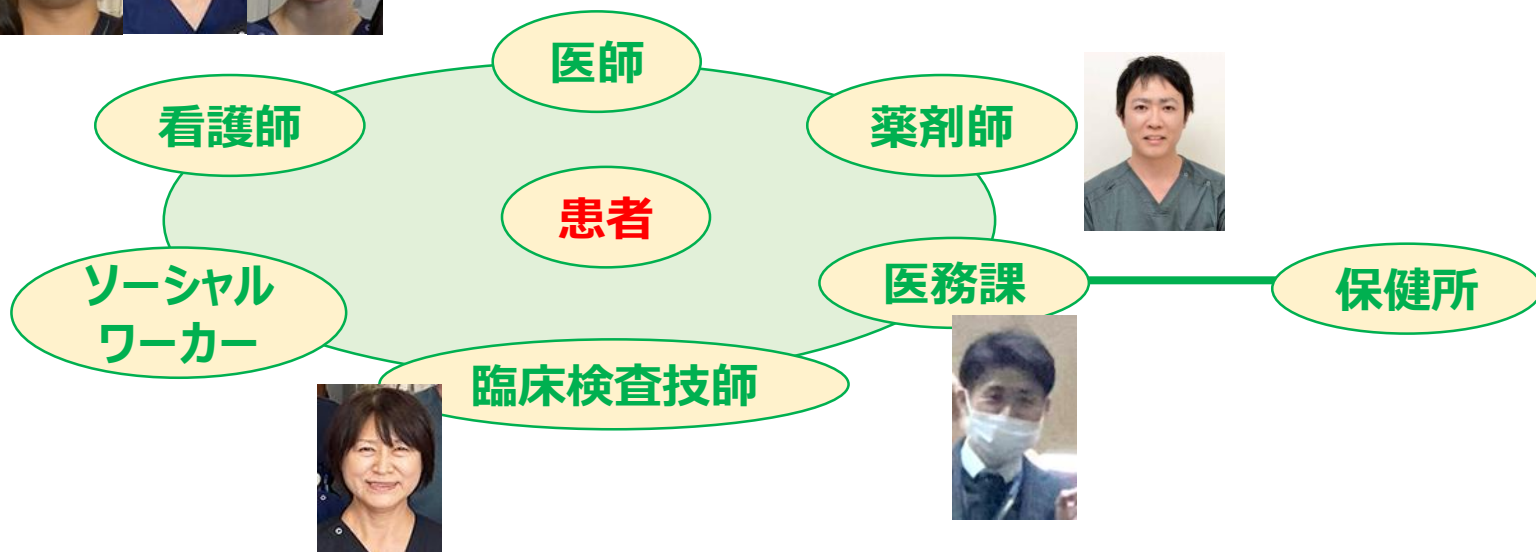 医師
看護師
薬剤師
患者
ソーシャル
ワーカー
医務課
保健所
臨床検査技師